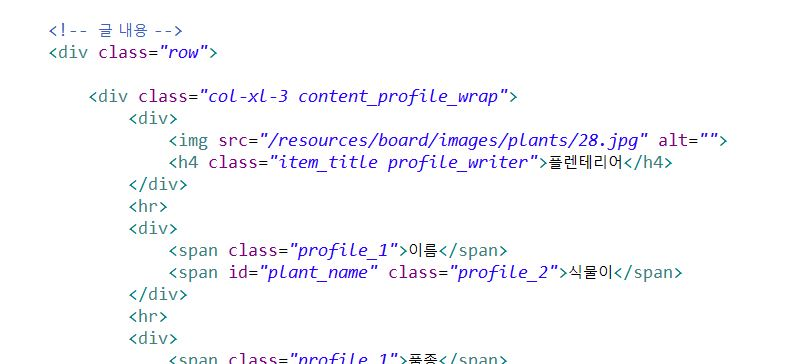 <!-- 글 내용 -->
<div class="row">
<div class="col-xl-3 content_profile_wrap">
<div>
<img src="/resources/board/images/plants/28.jpg" alt="">
<h4 class="item_title profile_writer">플렌테리어</h4>
</div>
<hr>
<div>
<span class="profile_1">이름</span>
<span id="plant_name" class="profile_2">식물이</span>
</div>
<hr>
<div>
<span class="profile_1">품종</span>